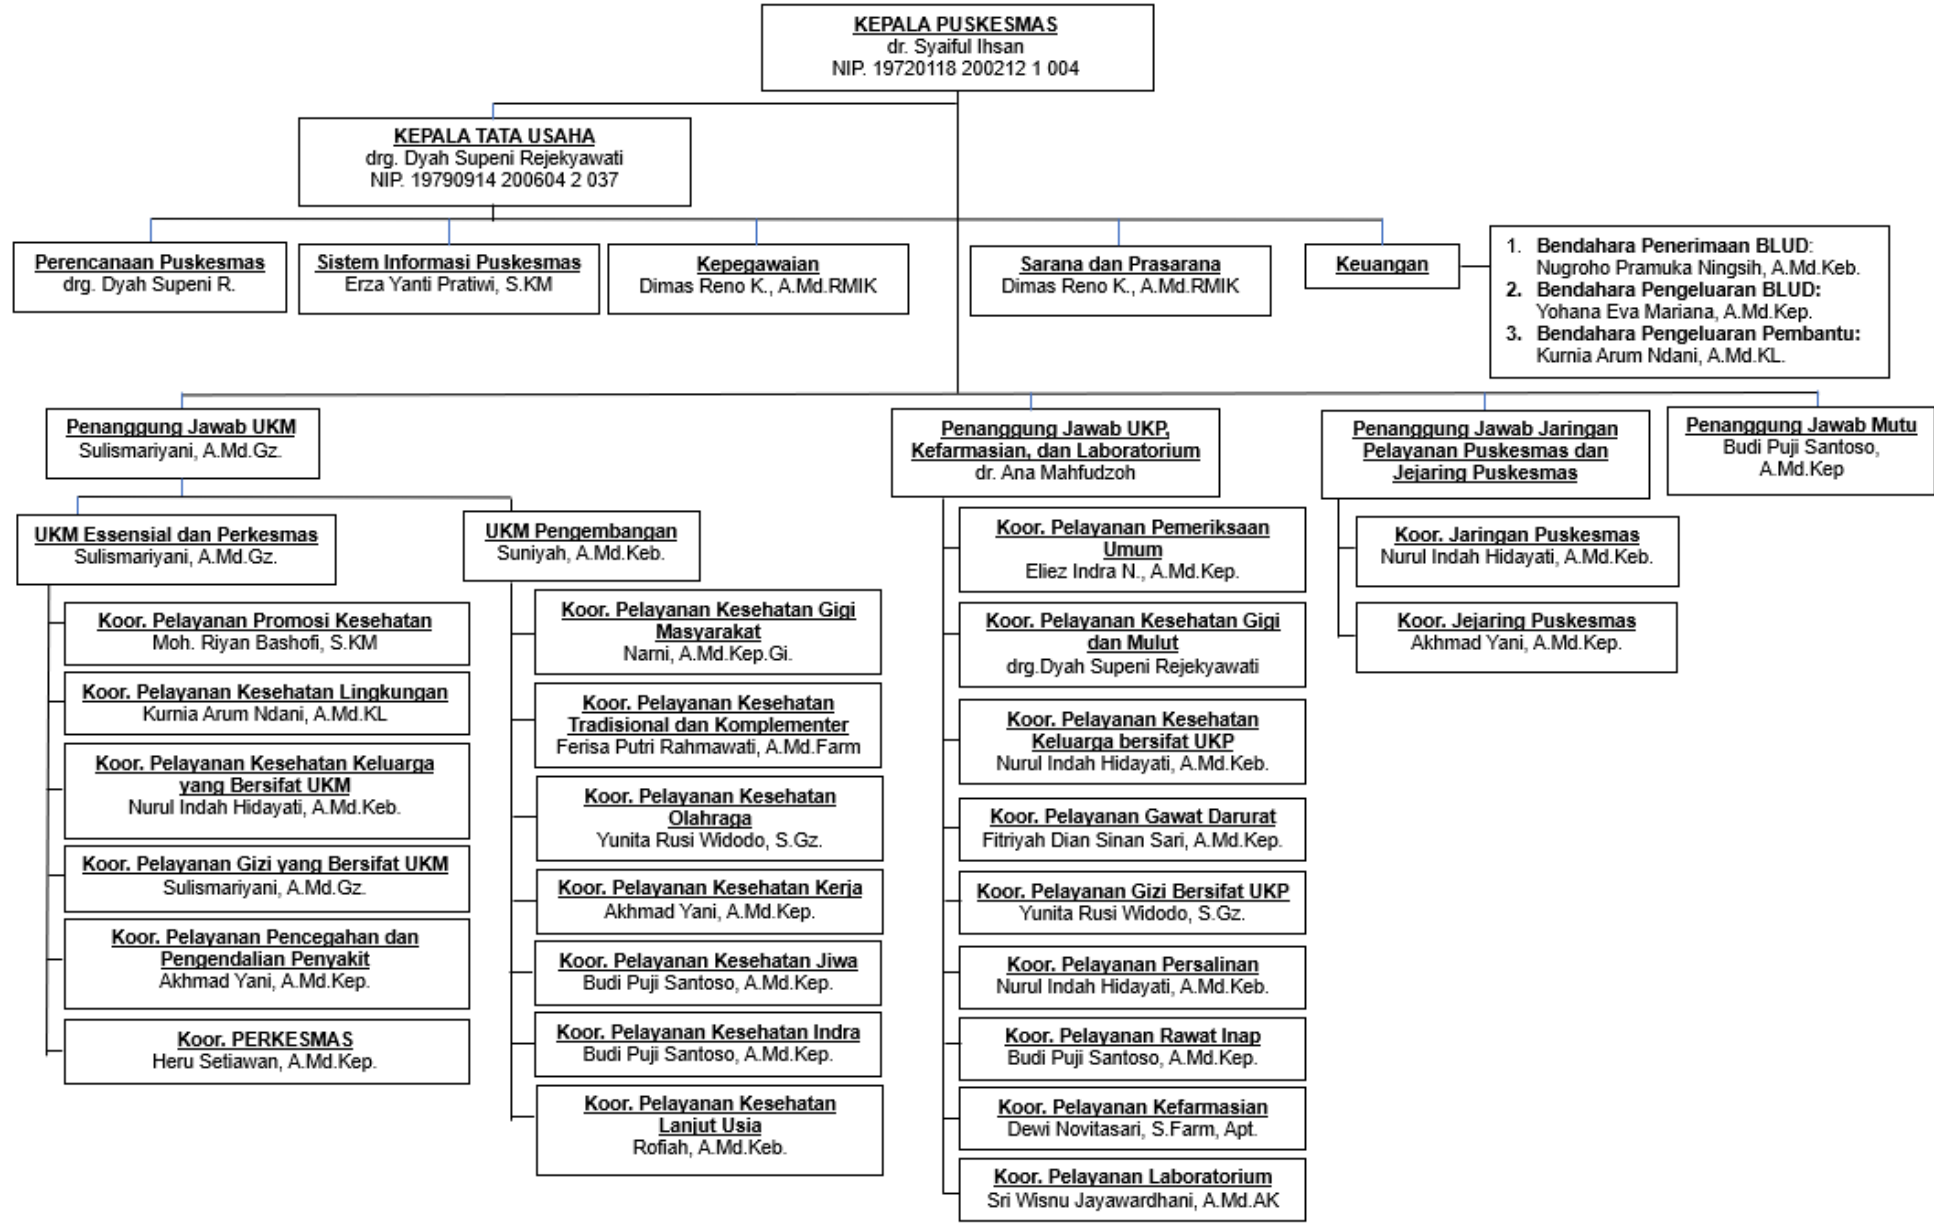 KEPALA PUSKESMAS
dr. Syaiful Ihsan
NIP. 19720118 200212 1 004
KEPALA TATA USAHA
drg. Dyah Supeni Rejekyawati
NIP. 19790914 200604 2 037
Perencanaan Puskesmas
drg. Dyah Supeni R.
Sistem Informasi Puskesmas
Erza Yanti Pratiwi, S.KM
Kepegawaian
Dimas Reno K., A.Md.RMIK
Sarana dan Prasarana
Dimas Reno K., A.Md.RMIK
Keuangan
1. Bendahara Penerimaan BLUD:
Nugroho Pramuka Ningsih, A.Md.Keb.
2. Bendahara Pengeluaran BLUD:
Yohana Eva Mariana, A.Md.Kep.
3. Bendahara Pengeluaran Pembantu:
Kurnia Arum Ndani, A.Md.KL.
Penanggung Jawab UKM
Sulismariyani, A.Md.Gz.
UKM Essensial dan Perkesmas
Sulismariyani, A.Md.Gz.
Koor. Pelayanan Promosi Kesehatan
Moh. Riyan Bashofi, S.KM
Koor. Pelayanan Kesehatan Lingkungan
Kurnia Arum Ndani, A.Md.KL
Koor. Pelayanan Kesehatan Keluarga
yang Bersifat UKM
Nurul Indah Hidayati, A.Md.Keb.
Koor. Pelayanan Gizi yang Bersifat UKM
Sulismariyani, A.Md.Gz.
Koor. Pelayanan Pencegahan dan
Pengendalian Penyakit
Akhmad Yani, A.Md.Kep.
Koor. PERKESMAS
Heru Setiawan, A.Md.Kep.
UKM Pengembangan
Suniyah, A.Md.Keb.
Koor. Pelayanan Kesehatan Gigi
Masyarakat
Narni, A.Md.Kep.Gi.
Koor. Pelayanan Kesehatan
Tradisional dan Komplementer
Ferisa Putri Rahmawati, A.Md.Farm
Koor. Pelayanan Kesehatan
Olahraga
Yunita Rusi Widodo, S.Gz.
Koor. Pelayanan Kesehatan Kerja
Akhmad Yani, A.Md.Kep.
Koor. Pelayanan Kesehatan Jiwa
Budi Puji Santoso, A.Md.Kep.
Koor. Pelayanan Kesehatan Indra
Budi Puji Santoso, A.Md.Kep.
Koor. Pelayanan Kesehatan
Lanjut Usia
Rofiah, A.Md.Keb.
Penanggung Jawab UKP,
Kefarmasian, dan Laboratorium
dr. Ana Mahfudzoh
Koor. Pelayanan Pemeriksaan
Umum
Eliez Indra N., A.Md.Kep.
Koor. Pelayanan Kesehatan Gigi
dan Mulut
drg.Dyah Supeni Rejekyawati
Koor. Pelayanan Kesehatan
Keluarga bersifat UKP
Nurul Indah Hidayati, A.Md.Keb.
Koor. Pelayanan Gawat Darurat
Fitriyah Dian Sinan Sari, A.Md.Kep.
Koor. Pelayanan Gizi Bersifat UKP
Yunita Rusi Widodo, S.Gz.
Koor. Pelayanan Persalinan
Nurul Indah Hidayati, A.Md.Keb.
Koor. Pelayanan Rawat Inap
Budi Puji Santoso, A.Md.Kep.
Koor. Pelayanan Kefarmasian
Dewi Novitasari, S.Farm, Apt.
Koor. Pelayanan Laboratorium
Sri Wisnu Jayawardhani, A.Md.AK
Penanggung Jawab Jaringan
Pelayanan Puskesmas dan
Jejaring Puskesmas
Koor. Jaringan Puskesmas
Nurul Indah Hidayati, A.Md.Keb.
Koor. Jejaring Puskesmas
Akhmad Yani, A.Md.Kep.
Penanggung Jawab Mutu
Budi Puji Santoso,
A.Md.Kep